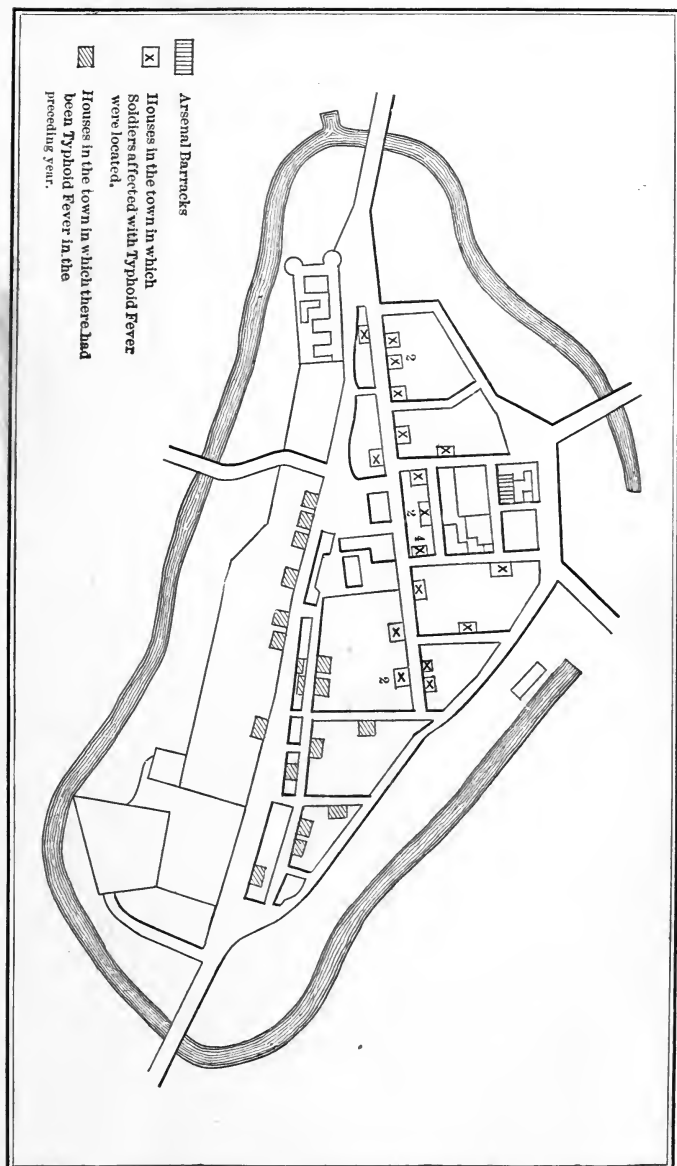 Arsenal Barracks
X Houses in the town in which
Soldiers affected with Typhoid Fever
were located.
Houses in the town in which there had
been Typhoid Fever in the
preceding year.
X
X
X
2
X
X
X
X
X
X
2
X
4
X
X
X
X
X
X
2
X
X